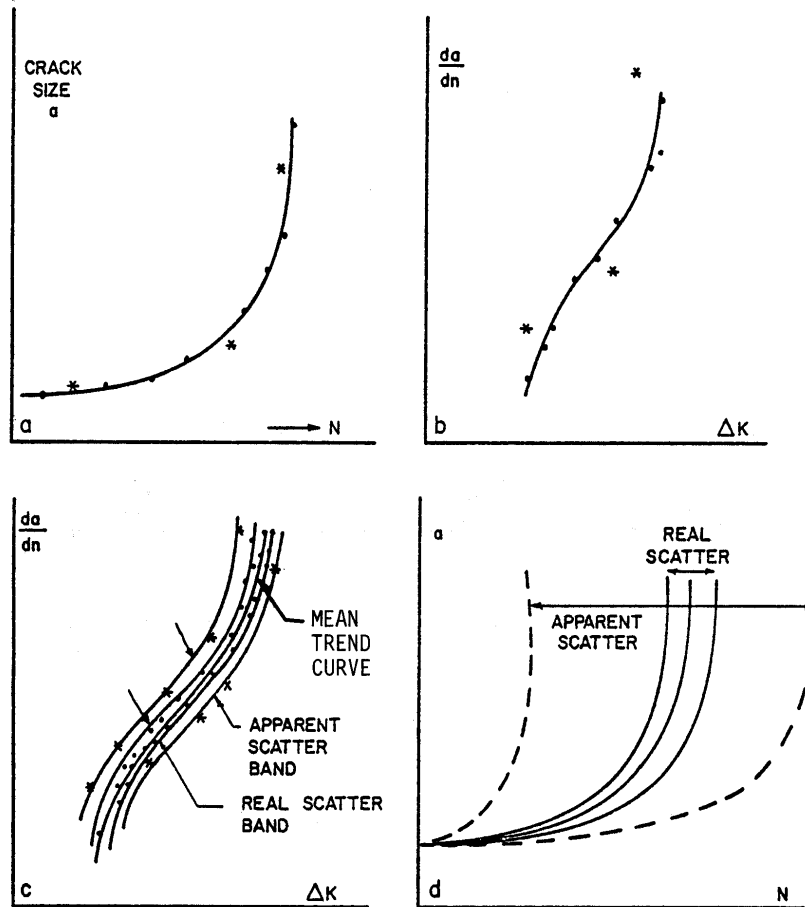 CRACK
SIZE
a
a
N
da
dn
b
ΔK
da
dn
MEAN
TREND
CURVE
APPARENT
SCATTER
BAND
REAL SCATTER
BAND
c
ΔK
a
REAL
SCATTER
APPARENT
SCATTER
d
N